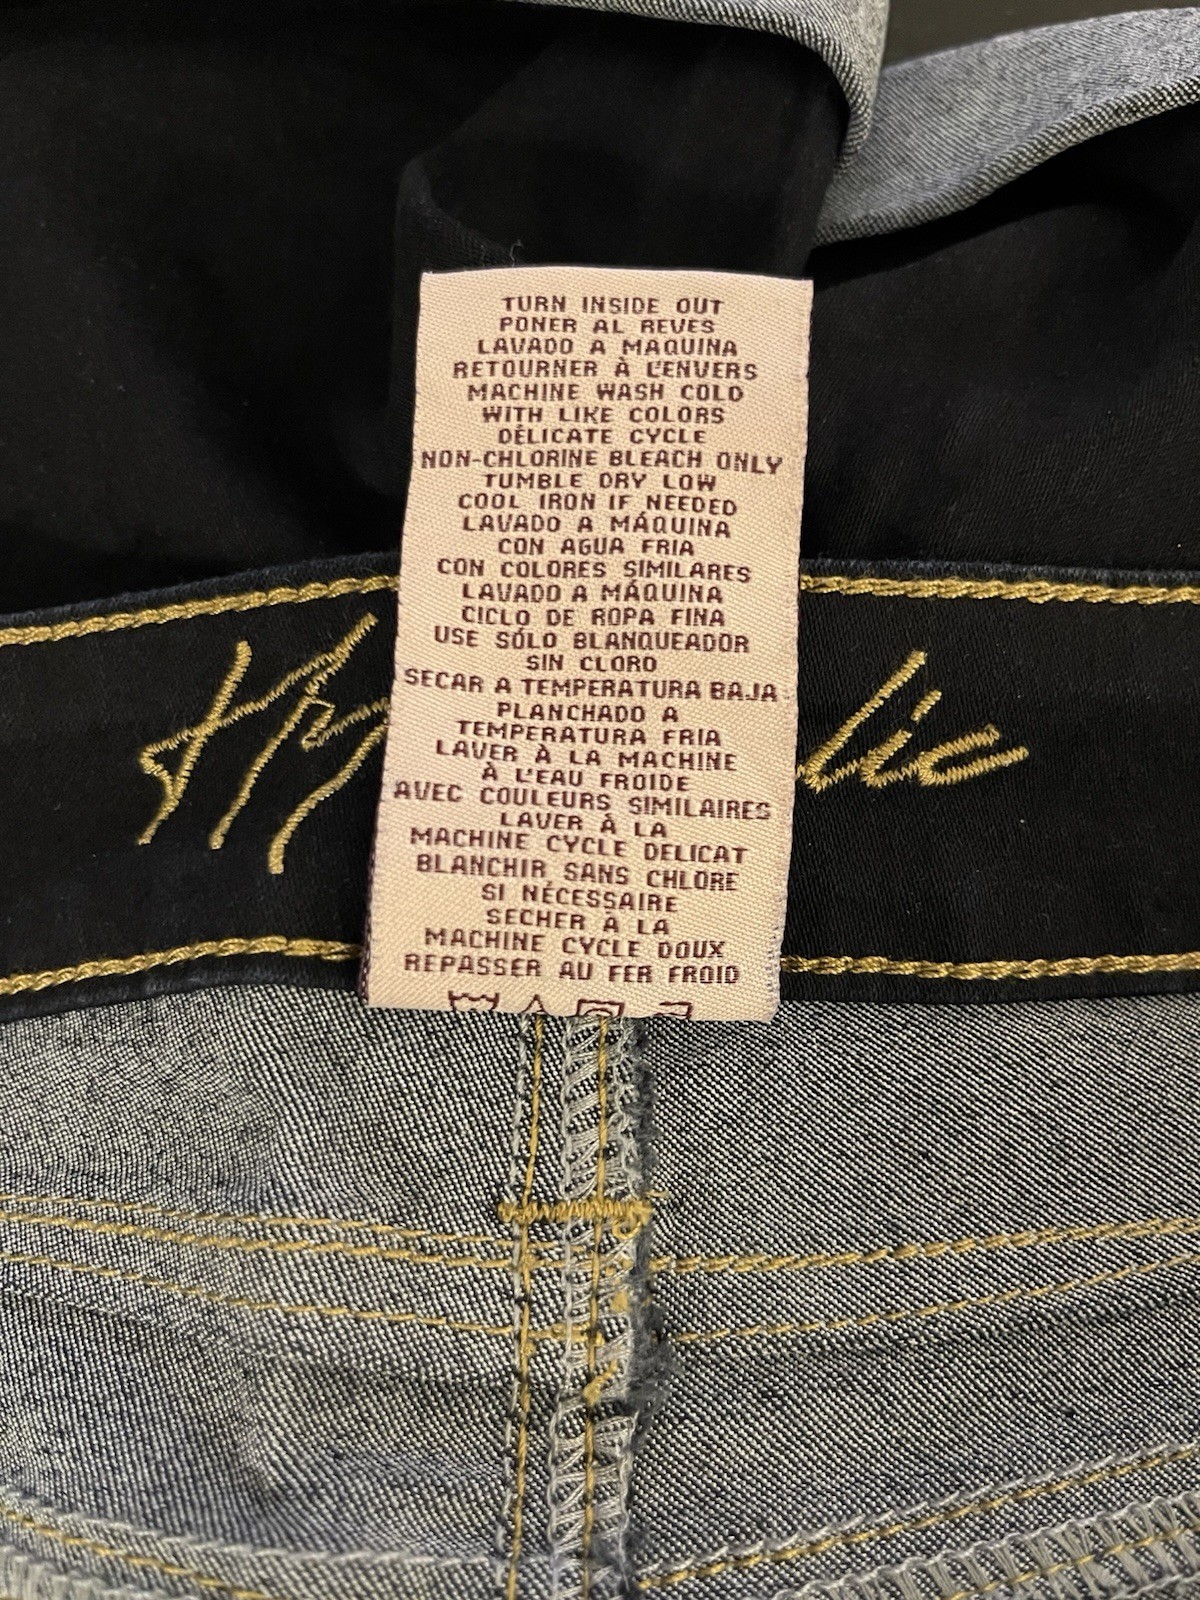 TURN INSIDE OUT
PONER AL REVES
LAVADO A MAQUINA
RETOURNER À L'ENVERS
MACHINE WASH COLD
WITH LIKE COLORS
DÉLICATE CYCLE
NON-CHLORINE BLEACH ONLY
TUMBLE DRY LOW
COOL IRON IF NEEDED
LAVADO A MÁQUINA
CON AGUA FRIA
CON COLORES SIMILARES
LAVADO A MÁQUINA
CICLO DE ROPA FINA
USE SÓLO BLANQUEADOR
SIN CLORO
SECAR A TEMPERATURA BAJA
PLANCHADO A
TEMPERATURA FRIA
LAVER À LA MACHINE
À L'EAU FROIDE
AVEC COULEURS SIMILAIRES
LAVER À LA
MACHINE CYCLE DELICAT
BLANCHIR SANS CHLORE
SI NÉCESSAIRE
SECHER À LA
MACHINE CYCLE DOUX
REPASSER AU FER FROID
lic